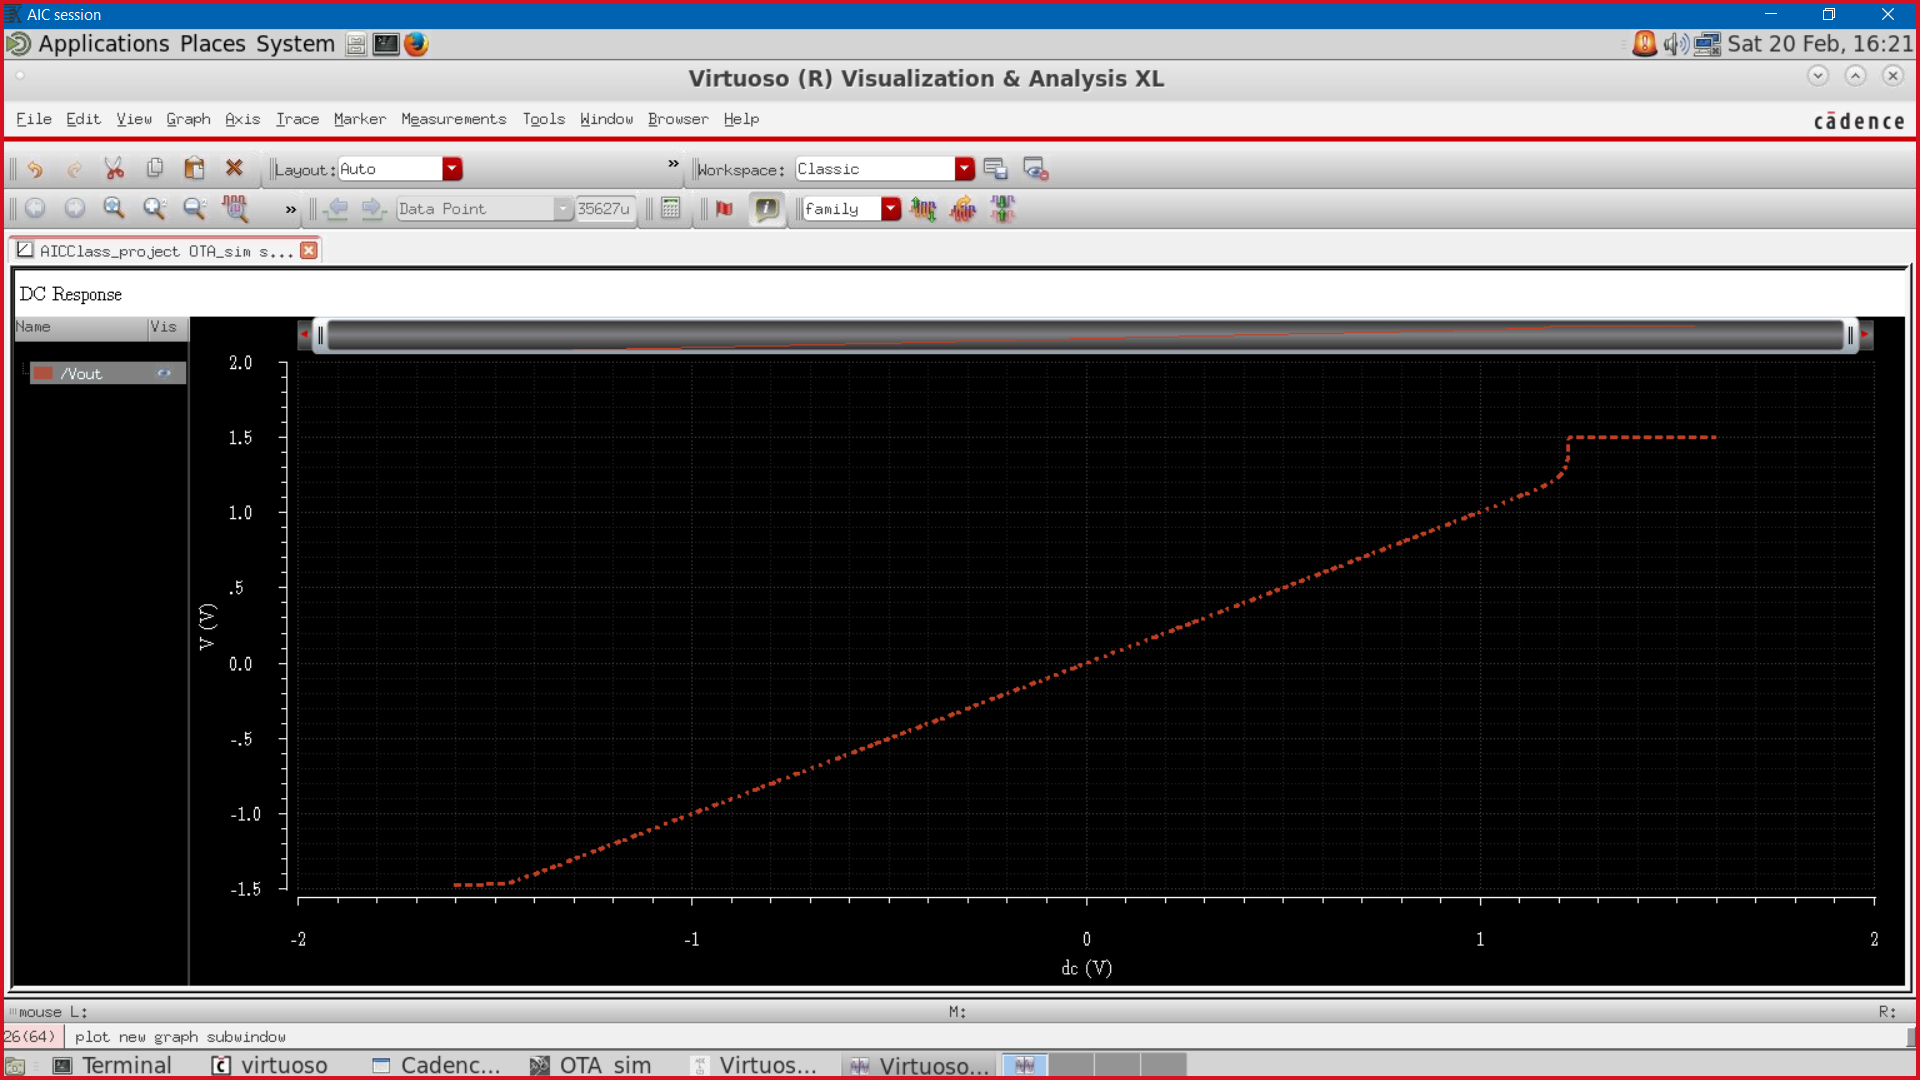 AIC session
Applications Places System
Sat 20 Feb, 16:21
Virtuoso (R) Visualization & Analysis XL
File Edit View Graph Axis Trace Marker Measurements Tools Window Browser Help
cādence
Layout: Auto
» Workspace: Classic
» Data Point 35627u family
AICClass_project OTA_sim s...
DC Response
Name Vis
/Vout
2.0
1.5
1.0
.5
0.0
-.5
-1.0
-1.5
V (V)
-2 -1 0 1 2
dc (V)
mouse L: M: R:
26(64) plot new graph subwindow
Terminal virtuoso Cadenc... OTA sim Virtuos... Virtuoso...